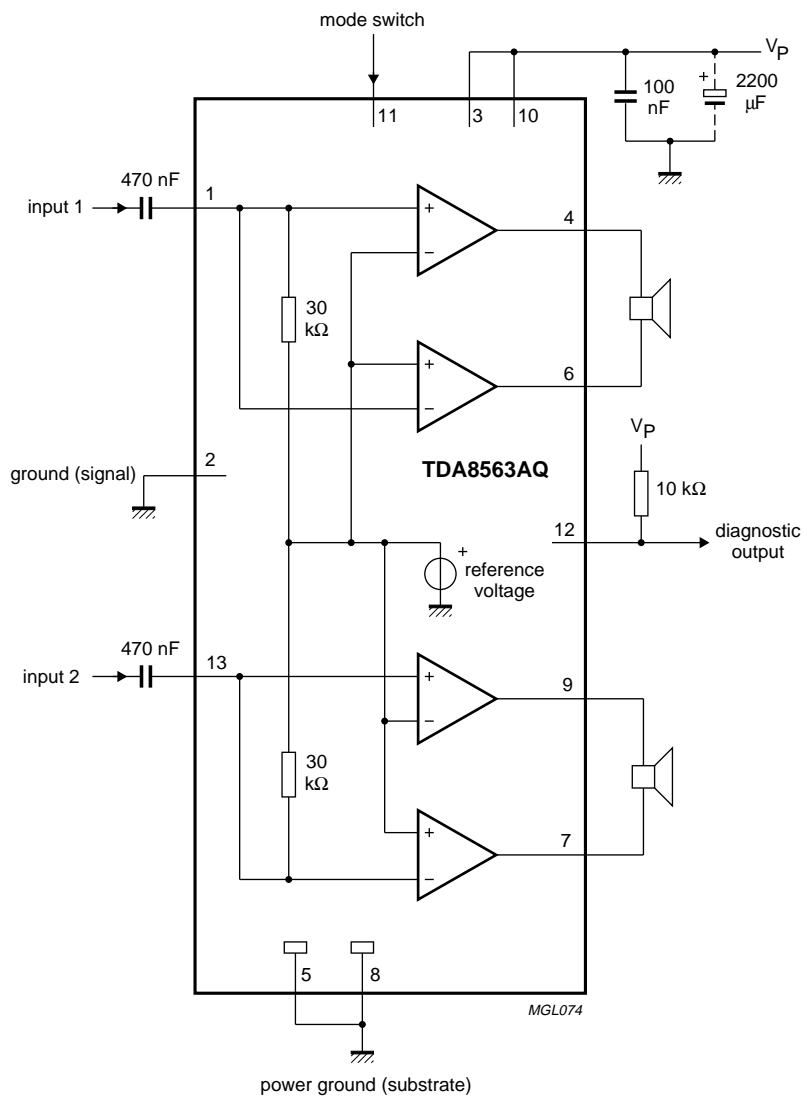 mode switch
V_P
11
3
10
100
nF
+
2200
μF
470 nF
input 1
1
+
−
4
30
kΩ
+
−
6
2
ground (signal)
TDA8563AQ
V_P
10 kΩ
12
diagnostic
output
+
reference
voltage
470 nF
input 2
13
+
−
9
30
kΩ
+
−
7
5
8
MGL074
power ground (substrate)